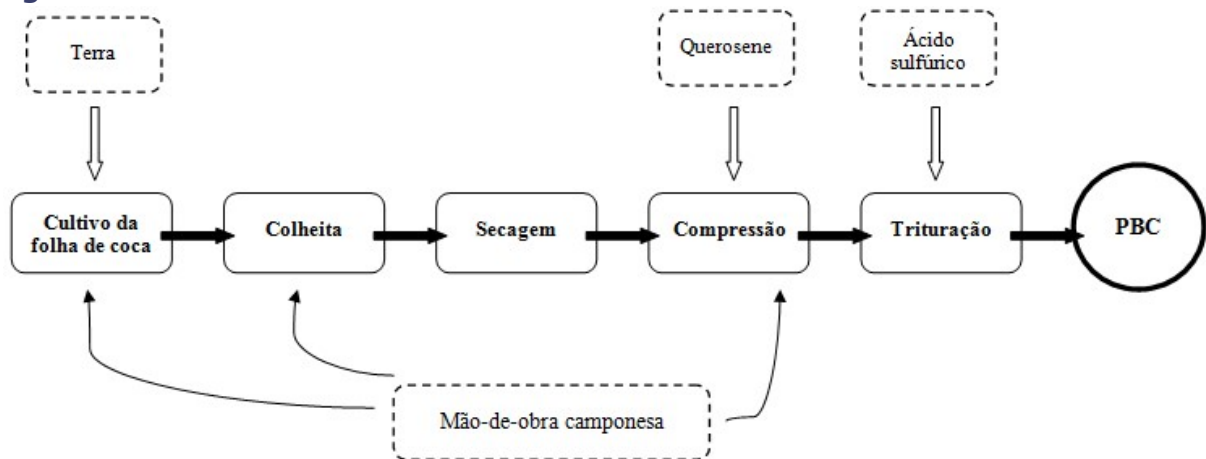 Terra
Querosene
Ácido
sulfúrico
Cultivo da
folha de coca
Colheita
Secagem
Compressão
Trituração
PBC
Mão-de-obra camponesa